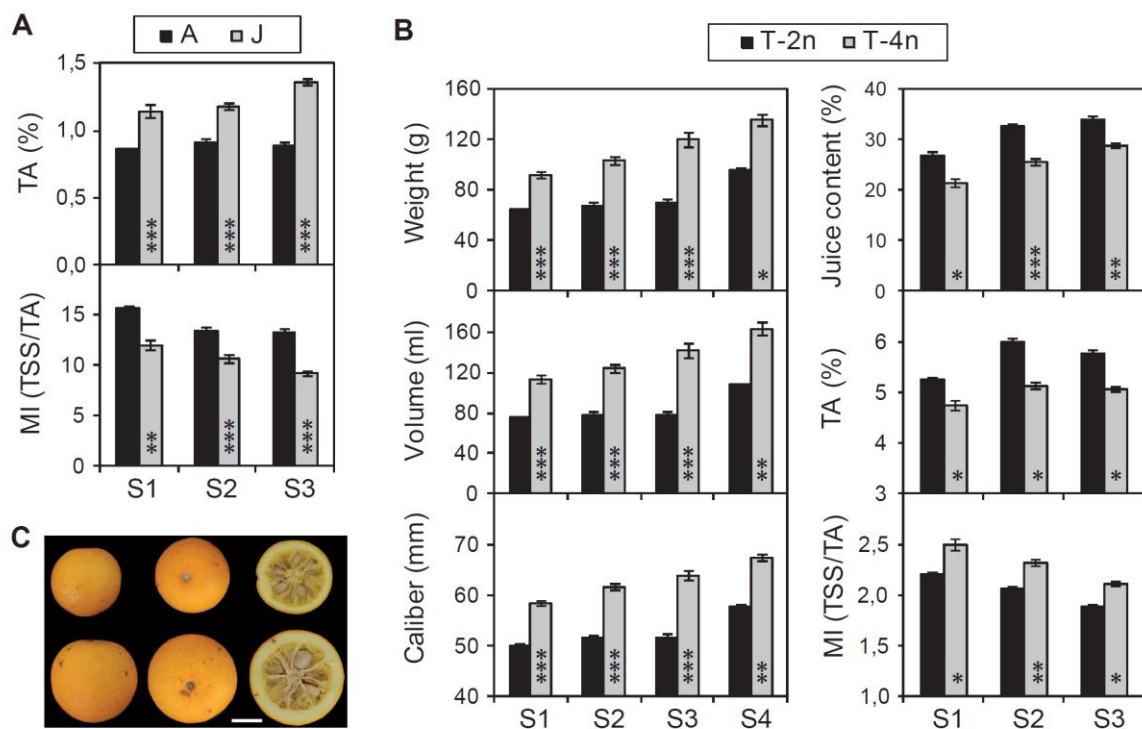 A
A J
TA (%)
1,5
1,0
0,5
0,0
*** *** ***
MI (TSS/TA)
15
10
5
0
** *** ***
S1 S2 S3
B
T-2n T-4n
Weight (g)
160
120
80
40
0
*** *** *** *
Volume (ml)
160
120
80
40
0
*** *** *** **
Caliber (mm)
70
60
50
40
*** *** *** **
S1 S2 S3 S4
Juice content (%)
40
30
20
10
0
* *** **
TA (%)
6
5
4
3
* * *
MI (TSS/TA)
2,5
2,0
1,5
1,0
* ** *
S1 S2 S3
C